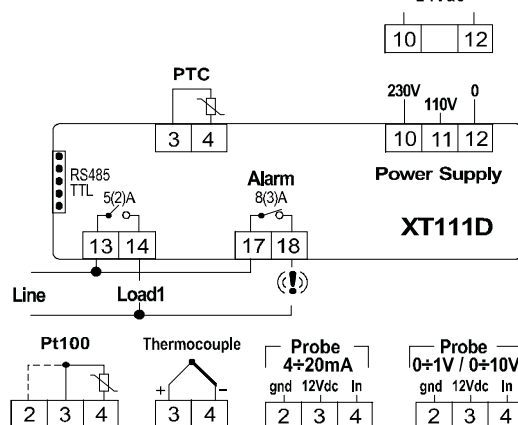 10 12
PTC
3 4
230V 110V 0
10 11 12
Power Supply
RS485
TTL
5(2)A
Alarm
8(3)A
XT111D
13 14
17 18
Line
Load1
Pt100
2 3 4
Thermocouple
+ −
3 4
Probe
4÷20mA
gnd 12Vdc In
2 3 4
Probe
0÷1V / 0÷10V
gnd 12Vdc In
2 3 4